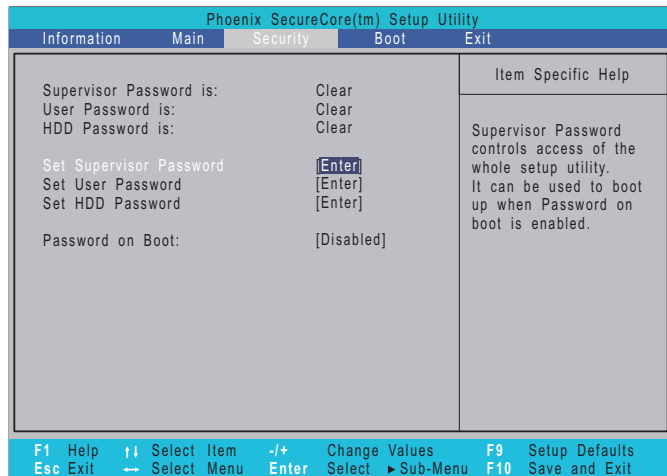 Phoenix SecureCore(tm) Setup Utility
Information Main Security Boot Exit
Supervisor Password is: Clear
User Password is: Clear
HDD Password is: Clear
Set Supervisor Password [Enter]
Set User Password [Enter]
Set HDD Password [Enter]
Password on Boot: [Disabled]
Item Specific Help
Supervisor Password
controls access of the
whole setup utility.
It can be used to boot
up when Password on
boot is enabled.
F1 Help ↑↓ Select Item -/+ Change Values F9 Setup Defaults
Esc Exit ↔ Select Menu Enter Select ►Sub-Menu F10 Save and Exit